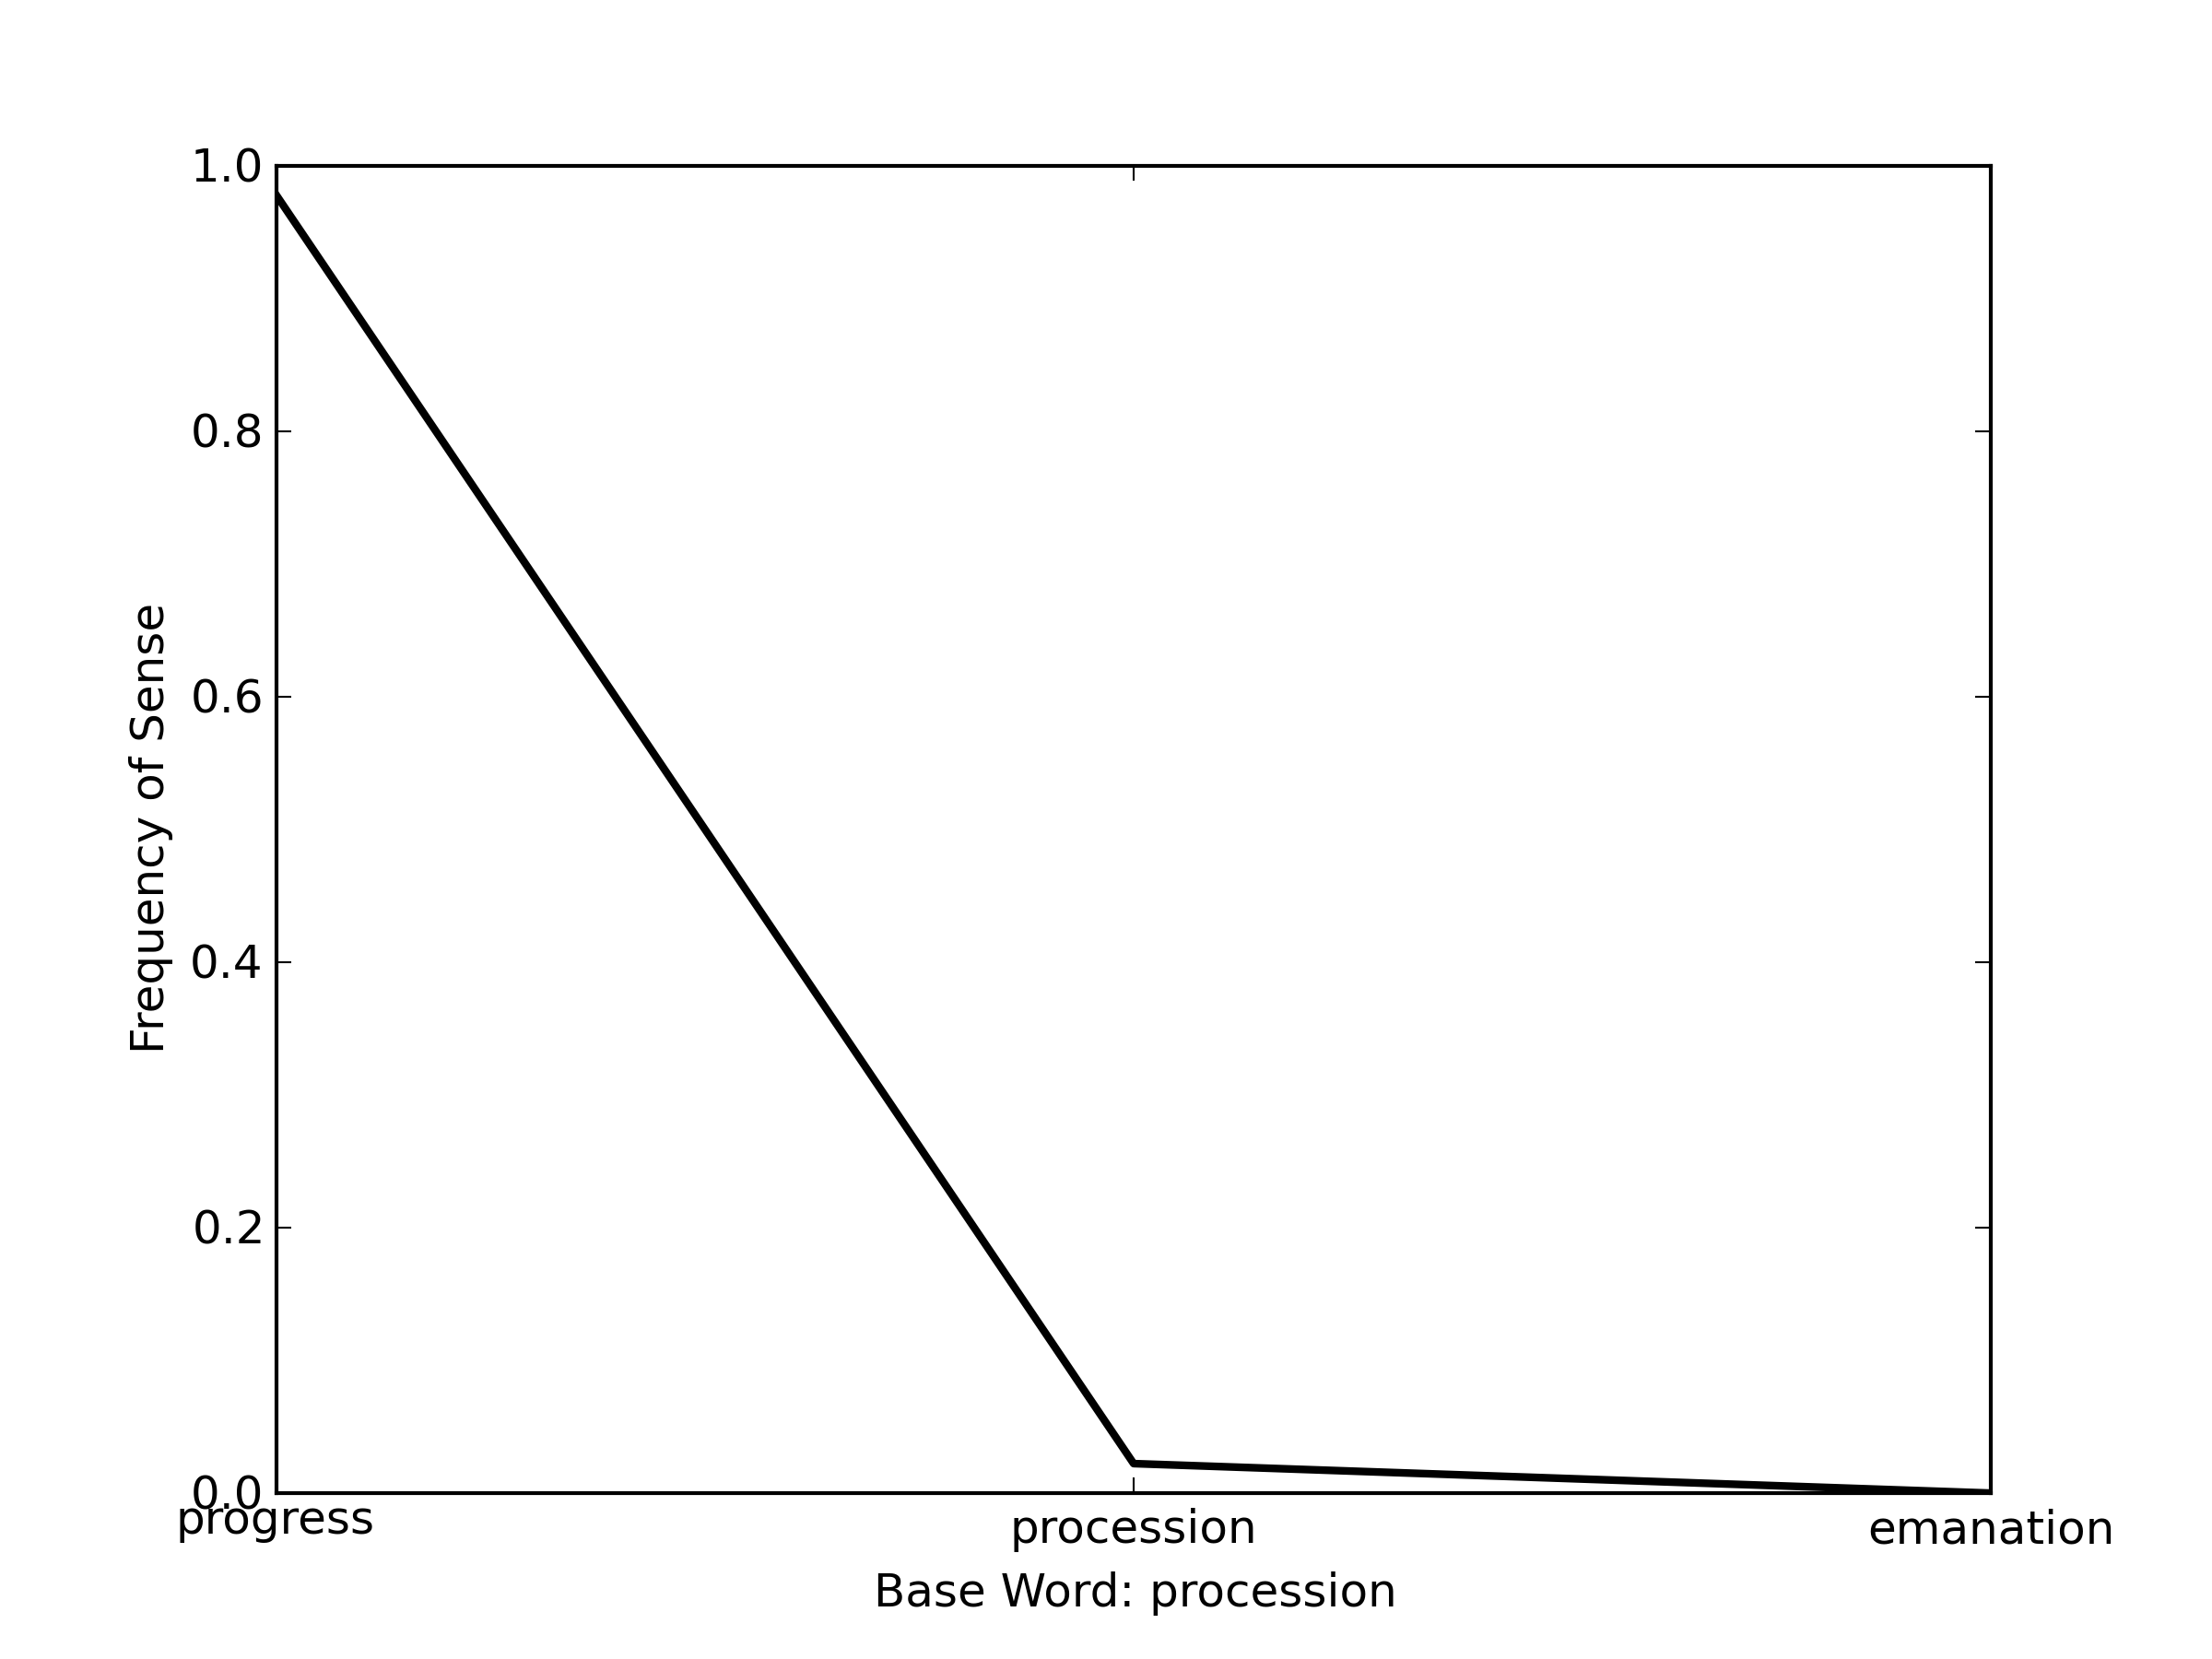 1.0
0.8
0.6
0.4
0.2
0.0
Frequency of Sense
progress
procession
emanation
Base Word: procession